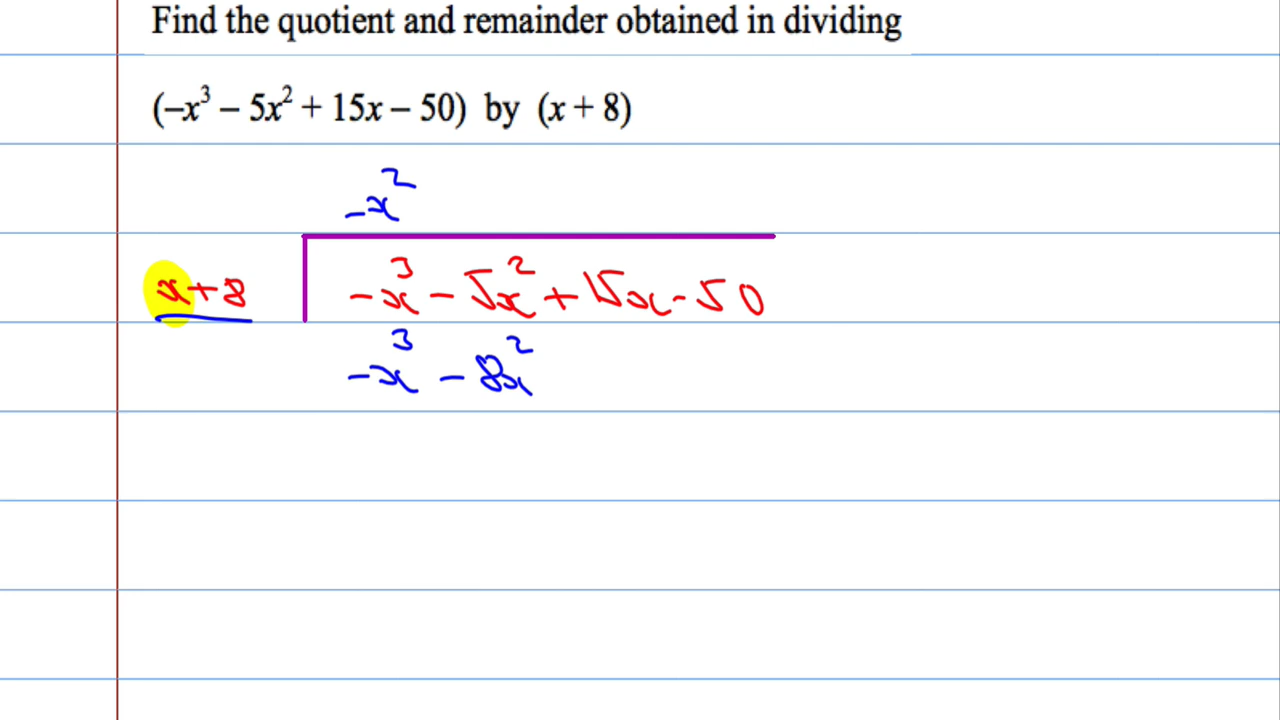 Find the quotient and remainder obtained in dividing
(–x³ – 5x² + 15x – 50) by (x + 8)
-x²
x+8 -x³ - 5x² + 15x - 50
-x³ - 8x²